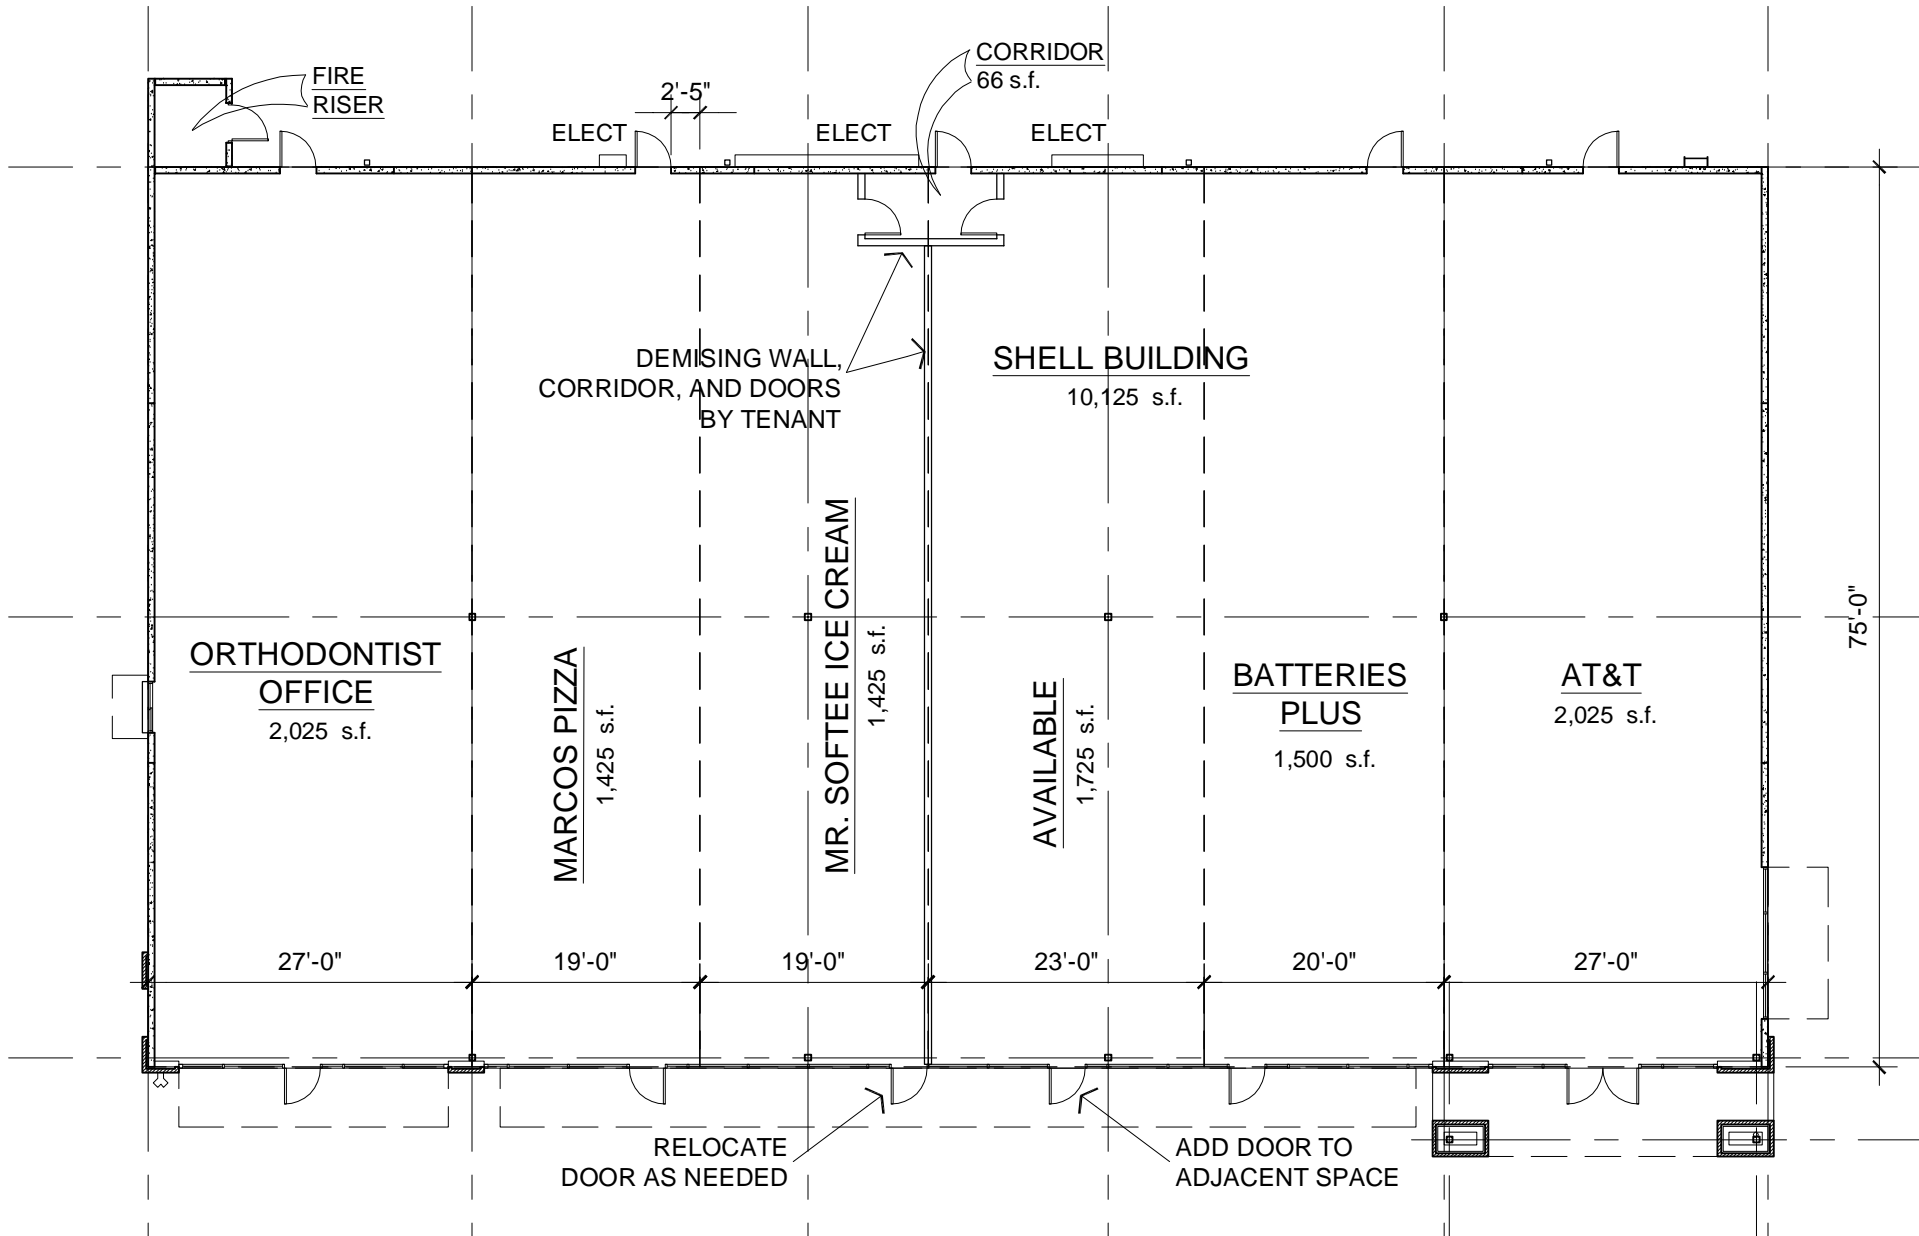 FIRE
RISER
2'-5"
CORRIDOR
66 s.f.
ELECT
ELECT
ELECT
DEMISING WALL,
CORRIDOR, AND DOORS
BY TENANT
SHELL BUILDING
10,125 s.f.
ORTHODONTIST
OFFICE
2,025 s.f.
MARCOS PIZZA
1,425 s.f.
MR. SOFTEE ICE CREAM
1,425 s.f.
AVAILABLE
1,725 s.f.
BATTERIES
PLUS
1,500 s.f.
AT&T
2,025 s.f.
75'-0"
27'-0"
19'-0"
19'-0"
23'-0"
20'-0"
27'-0"
RELOCATE
DOOR AS NEEDED
ADD DOOR TO
ADJACENT SPACE